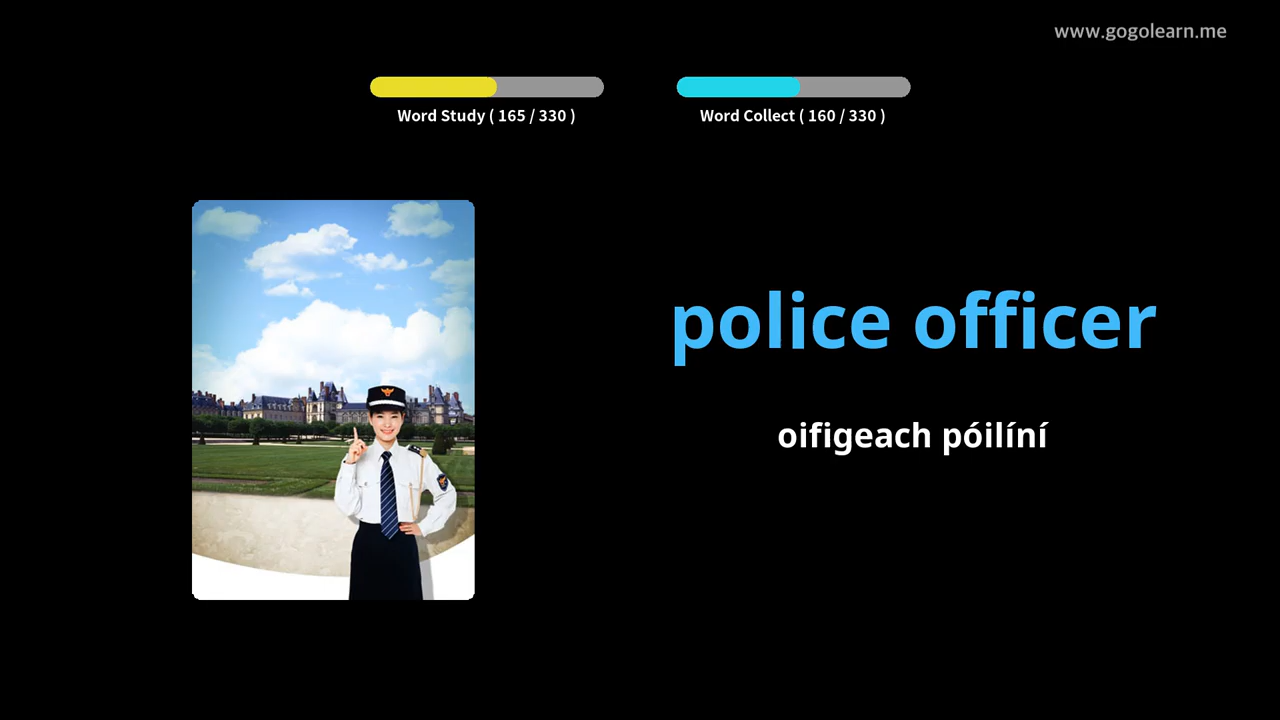 www.gogolearn.me
Word Study ( 165 / 330 )
Word Collect ( 160 / 330 )
police officer
oifigeach póilíní